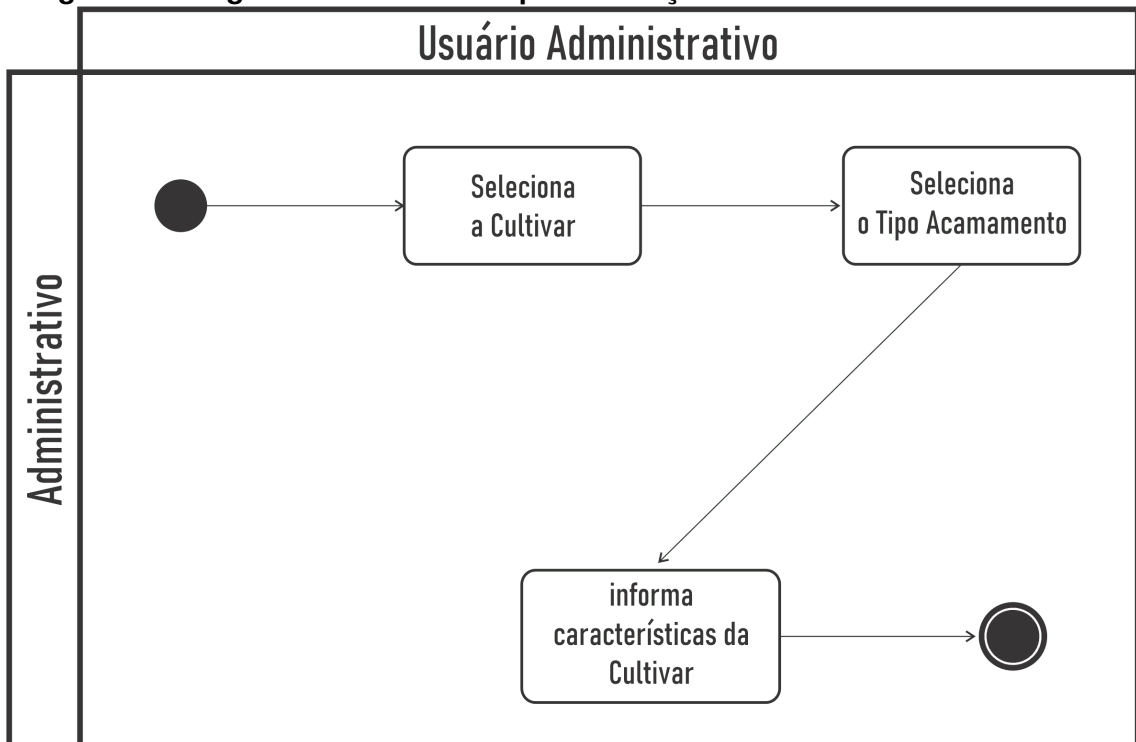 Usuário Administrativo
Administrativo
Seleciona
a Cultivar
Seleciona
o Tipo Acamamento
informa
características da
Cultivar